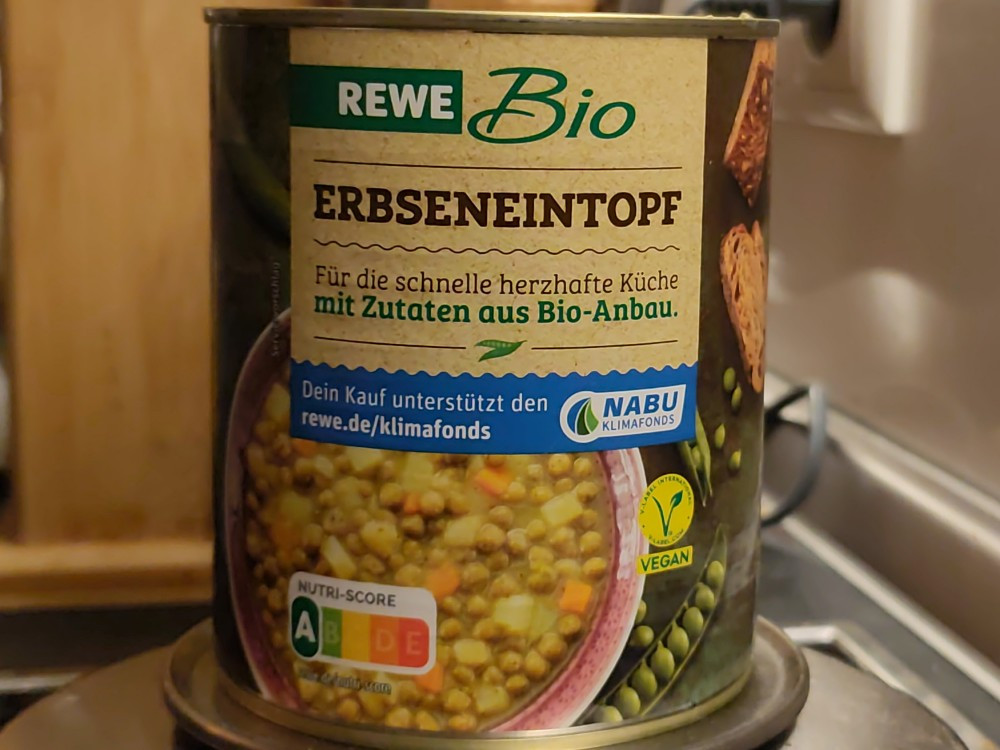 REWE Bio
ERBSENEINTOPF
Für die schnelle herzhafte Küche
mit Zutaten aus Bio-Anbau.
Dein Kauf unterstützt den
rewe.de/klimafonds
NABU
KLIMAFONDS
VEGAN
NUTRI-SCORE
A B D E